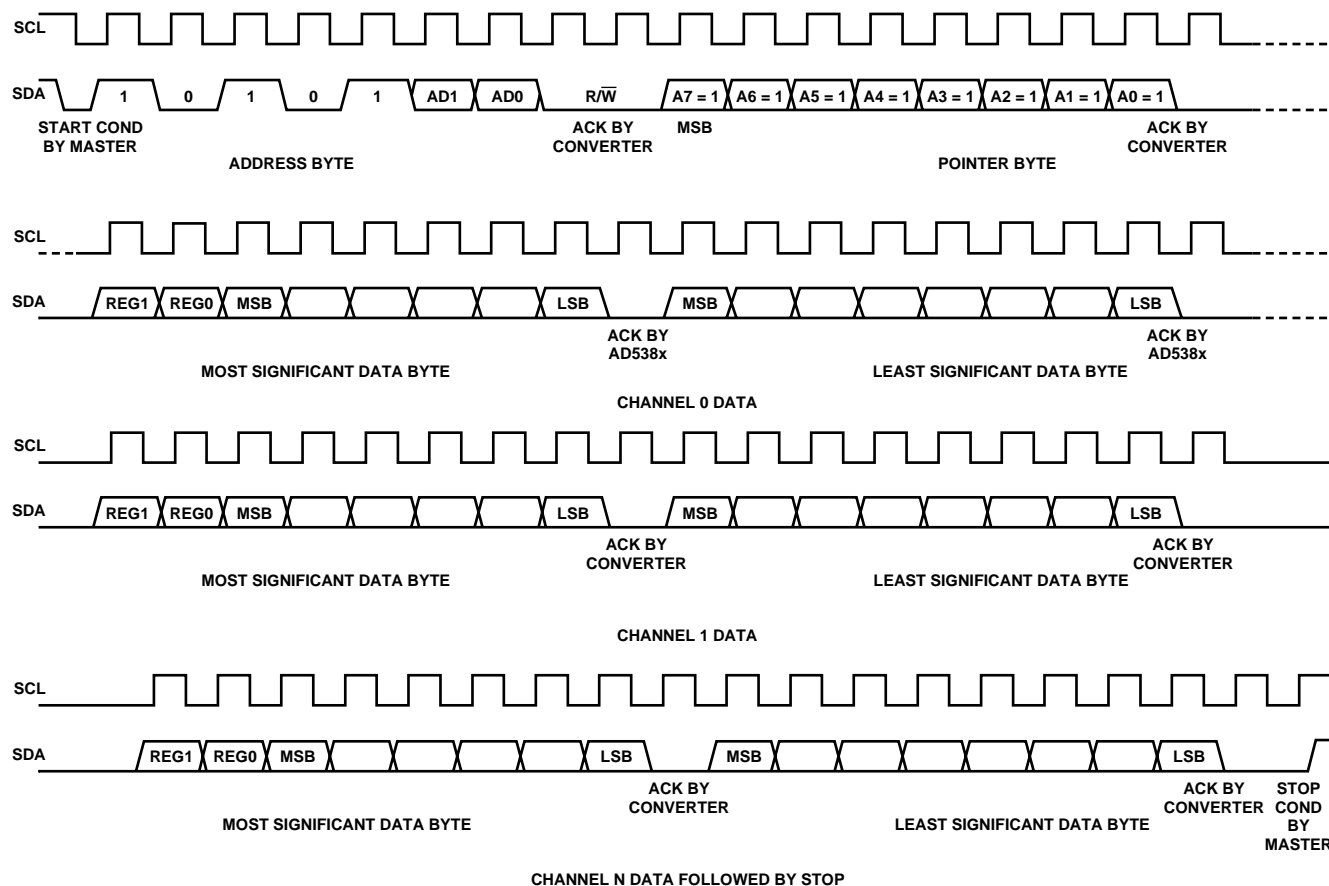 SCL
SDA 1 0 1 0 1 AD1 AD0 R/W̅ A7 = 1 A6 = 1 A5 = 1 A4 = 1 A3 = 1 A2 = 1 A1 = 1 A0 = 1
START COND BY MASTER
ACK BY CONVERTER
MSB
ACK BY CONVERTER
ADDRESS BYTE
POINTER BYTE
SCL
SDA REG1 REG0 MSB LSB MSB LSB
ACK BY AD538x
ACK BY AD538x
MOST SIGNIFICANT DATA BYTE
LEAST SIGNIFICANT DATA BYTE
CHANNEL 0 DATA
SCL
SDA REG1 REG0 MSB LSB MSB LSB
ACK BY CONVERTER
ACK BY CONVERTER
MOST SIGNIFICANT DATA BYTE
LEAST SIGNIFICANT DATA BYTE
CHANNEL 1 DATA
SCL
SDA REG1 REG0 MSB LSB MSB LSB
ACK BY CONVERTER
ACK BY CONVERTER
STOP COND BY MASTER
MOST SIGNIFICANT DATA BYTE
LEAST SIGNIFICANT DATA BYTE
CHANNEL N DATA FOLLOWED BY STOP